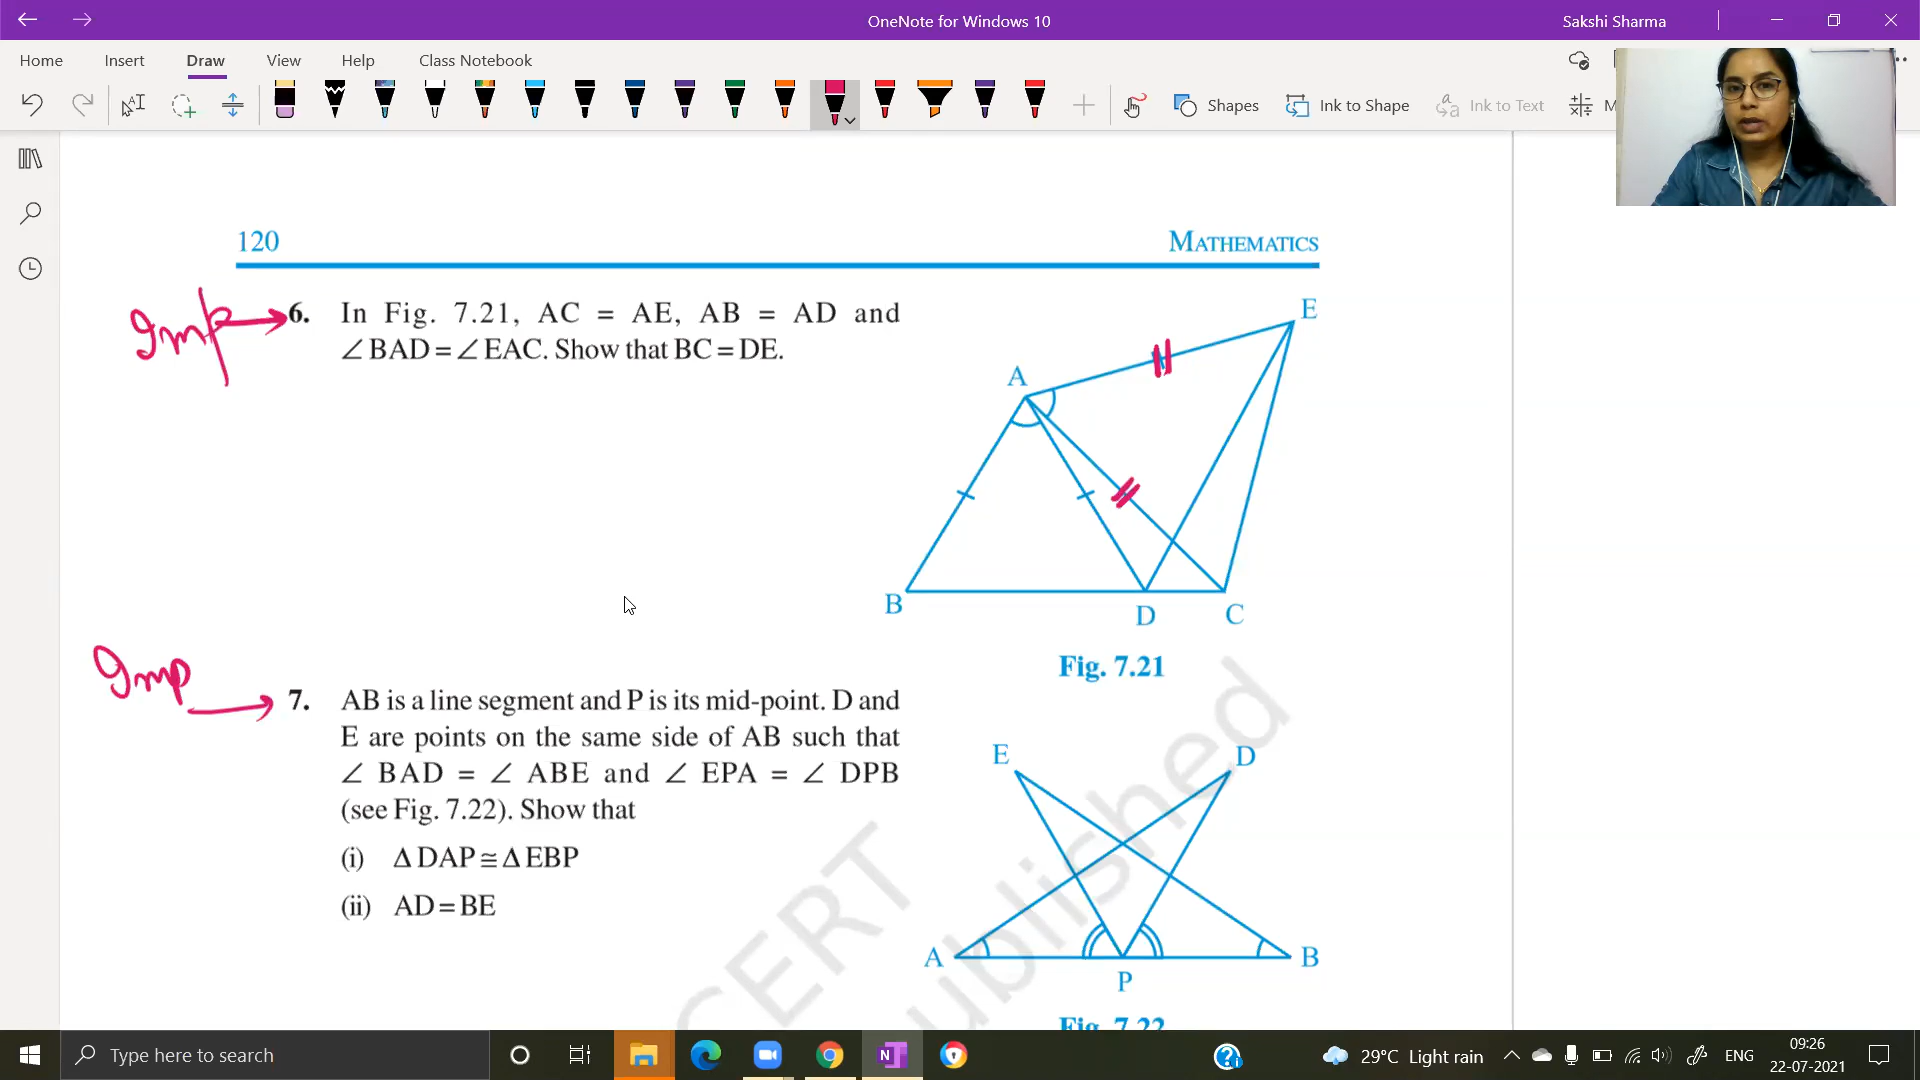 OneNote for Windows 10
Sakshi Sharma
Home Insert Draw View Help Class Notebook
Shapes Ink to Shape Ink to Text M
120 MATHEMATICS
Imp
6. In Fig. 7.21, AC = AE, AB = AD and
∠ BAD = ∠ EAC. Show that BC = DE.
E
A
B
D
C
Fig. 7.21
Imp
7. AB is a line segment and P is its mid-point. D and
E are points on the same side of AB such that
∠ BAD = ∠ ABE and ∠ EPA = ∠ DPB
(see Fig. 7.22). Show that
(i) Δ DAP ≅ Δ EBP
(ii) AD = BE
E
D
A
P
B
Fig. 7.22
CERT
ublished
Type here to search
29°C Light rain
ENG
09:26
22-07-2021